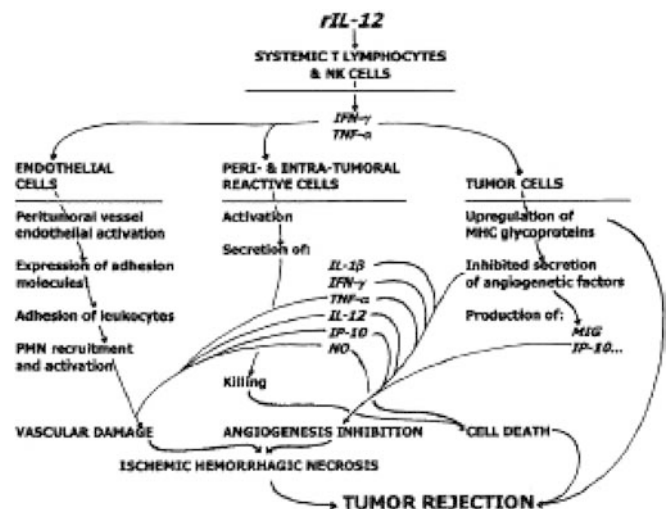 rIL-12
SYSTEMIC T LYMPHOCYTES
& NK CELLS
IFN-γ
TNF-α
ENDOTHELIAL
CELLS
Peritumoral vessel
endothelial activation
Expression of adhesion
molecules
Adhesion of leukocytes
PMN recruitment
and activation
PERI- & INTRA-TUMORAL
REACTIVE CELLS
Activation
Secretion of:
IL-1β
IFN-γ
TNF-α
IL-12
IP-10
NO
Killing
TUMOR CELLS
Upregulation of
MHC glycoproteins
Inhibited secretion
of angiogenetic factors
Production of:
MIG
IP-10...
VASCULAR DAMAGE
ANGIOGENESIS INHIBITION
CELL DEATH
ISCHEMIC HEMORRHAGIC NECROSIS
TUMOR REJECTION